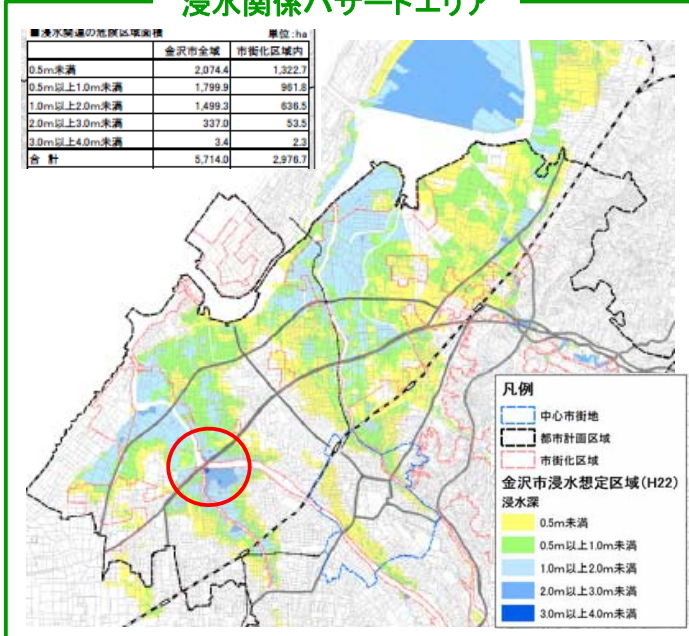 浸水関係ハザードエリア
■浸水関連の危険区域面積 単位:ha
金沢市全域 市街化区域内
0.5m未満 2,074.4 1,322.7
0.5m以上1.0m未満 1,799.9 961.8
1.0m以上2.0m未満 1,499.3 636.5
2.0m以上3.0m未満 337.0 53.5
3.0m以上4.0m未満 3.4 2.3
合 計 5,714.0 2,976.7
凡例
中心市街地
都市計画区域
市街化区域
金沢市浸水想定区域(H22)
浸水深
0.5m未満
0.5m以上1.0m未満
1.0m以上2.0m未満
2.0m以上3.0m未満
3.0m以上4.0m未満